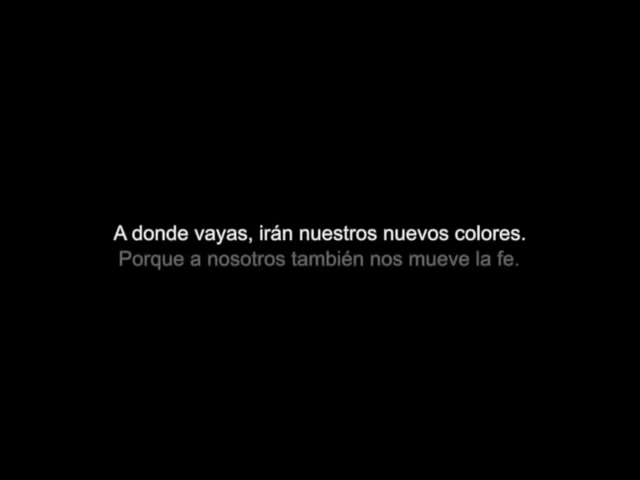 A donde vayas, irán nuestros nuevos colores.
Porque a nosotros también nos mueve la fe.